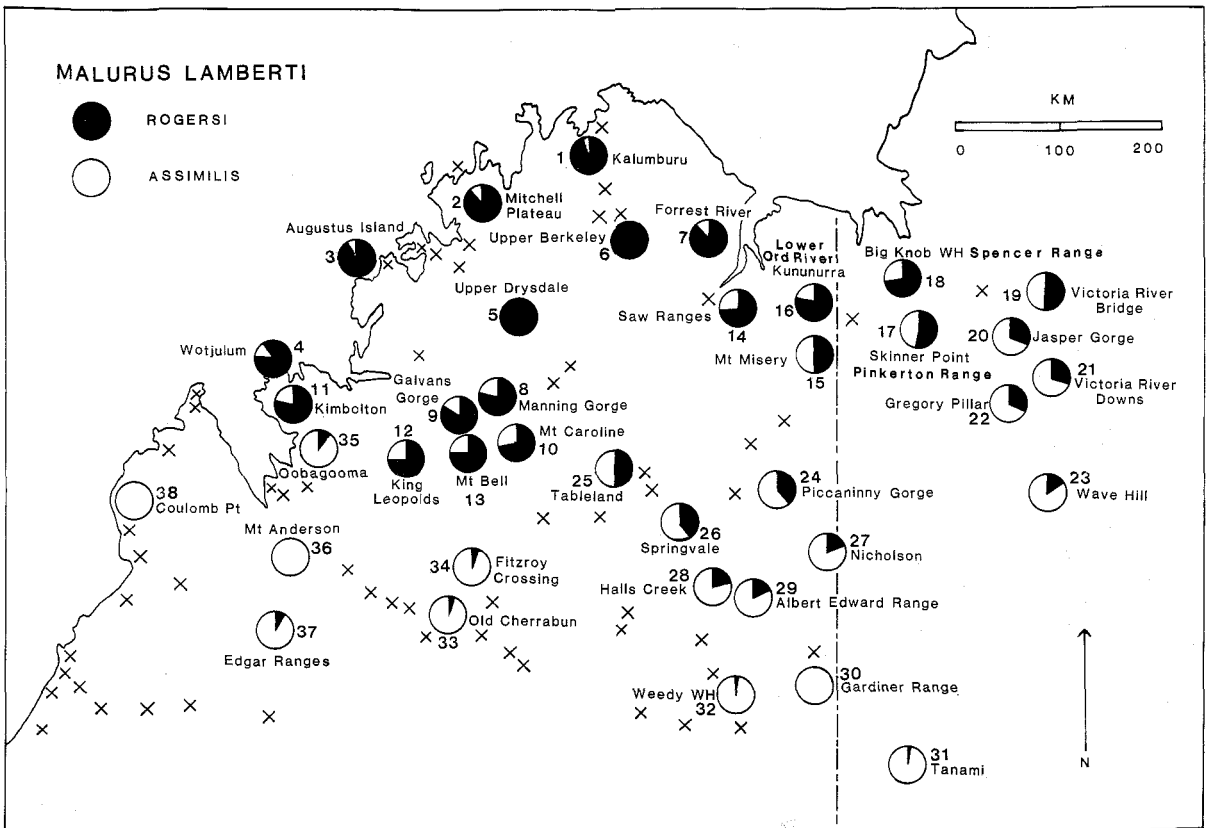 MALURUS LAMBERTI
ROGERSI
ASSIMILIS
KM
0 100 200
1 Kalumburu
2 Mitchell
Plateau
Augustus Island
3
Upper Berkeley
6
Forrest River
7
Lower
Ord River
Kununurra
16
Big Knob WH
18
Spencer Range
19 Victoria River
Bridge
Upper Drysdale
5
Saw Ranges
14
17
Skinner Point
Pinkerton Range
20 Jasper Gorge
Wotjulum
4
Mt Misery
15
21
Victoria River
Downs
11
Kimbolton
Galvans
Gorge
9
8
Manning Gorge
Gregory Pillar
22
35
Oobagooma
12
King
Leopolds
Mt Bell
13
Mt Caroline
10
25
Tableland
24
Piccaninny Gorge
23
Wave Hill
38
Coulomb Pt
Mt Anderson
36
26
Springvale
27
Nicholson
34 Fitzroy
Crossing
28
Halls Creek
29
Albert Edward Range
Old Cherrabun
33
37
Edgar Ranges
Weedy WH
32
30
Gardiner Range
31
Tanami
N